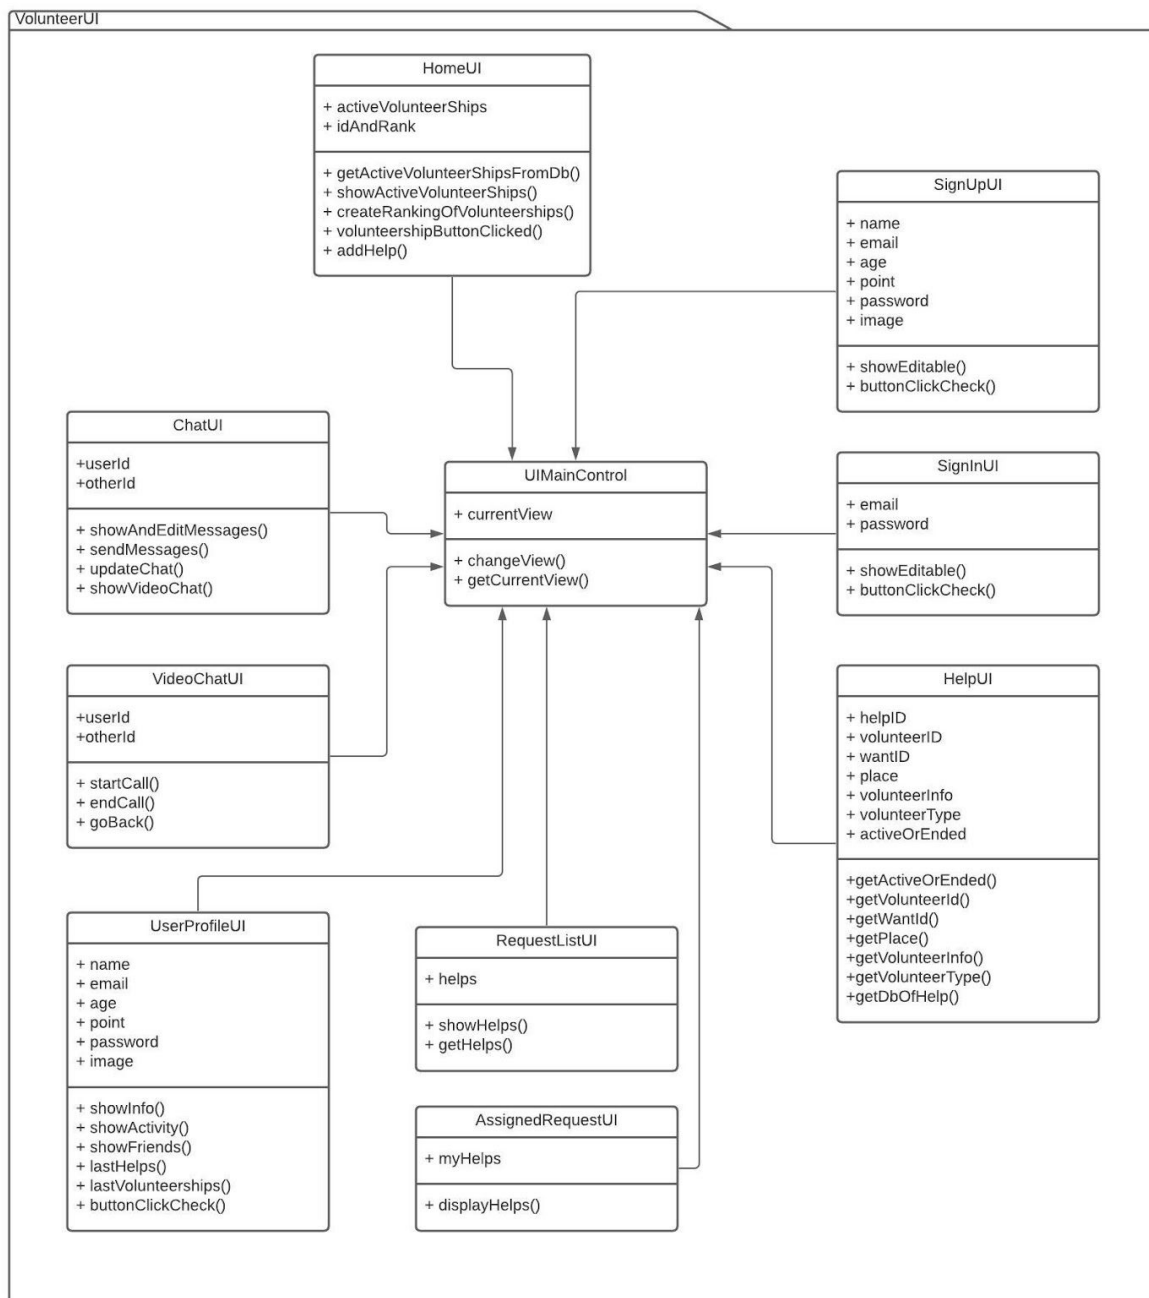 VolunteerUI
HomeUI
+ activeVolunteerShips
+ idAndRank
+ getActiveVolunteerShipsFromDb()
+ showActiveVolunteerShips()
+ createRankingOfVolunteerships()
+ volunteershipButtonClicked()
+ addHelp()
SignUpUI
+ name
+ email
+ age
+ point
+ password
+ image
+ showEditable()
+ buttonClickCheck()
ChatUI
+userId
+otherId
+ showAndEditMessages()
+ sendMessages()
+ updateChat()
+ showVideoChat()
UIMainControl
+ currentView
+ changeView()
+ getCurrentView()
SignInUI
+ email
+ password
+ showEditable()
+ buttonClickCheck()
VideoChatUI
+userId
+otherId
+ startCall()
+ endCall()
+ goBack()
HelpUI
+ helpID
+ volunteerID
+ wantID
+ place
+ volunteerInfo
+ volunteerType
+ activeOrEnded
+getActiveOrEnded()
+getVolunteerId()
+getWantId()
+getPlace()
+getVolunteerInfo()
+getVolunteerType()
+getDbOfHelp()
UserProfileUI
+ name
+ email
+ age
+ point
+ password
+ image
+ showInfo()
+ showActivity()
+ showFriends()
+ lastHelps()
+ lastVolunteerships()
+ buttonClickCheck()
RequestListUI
+ helps
+ showHelps()
+ getHelps()
AssignedRequestUI
+ myHelps
+ displayHelps()